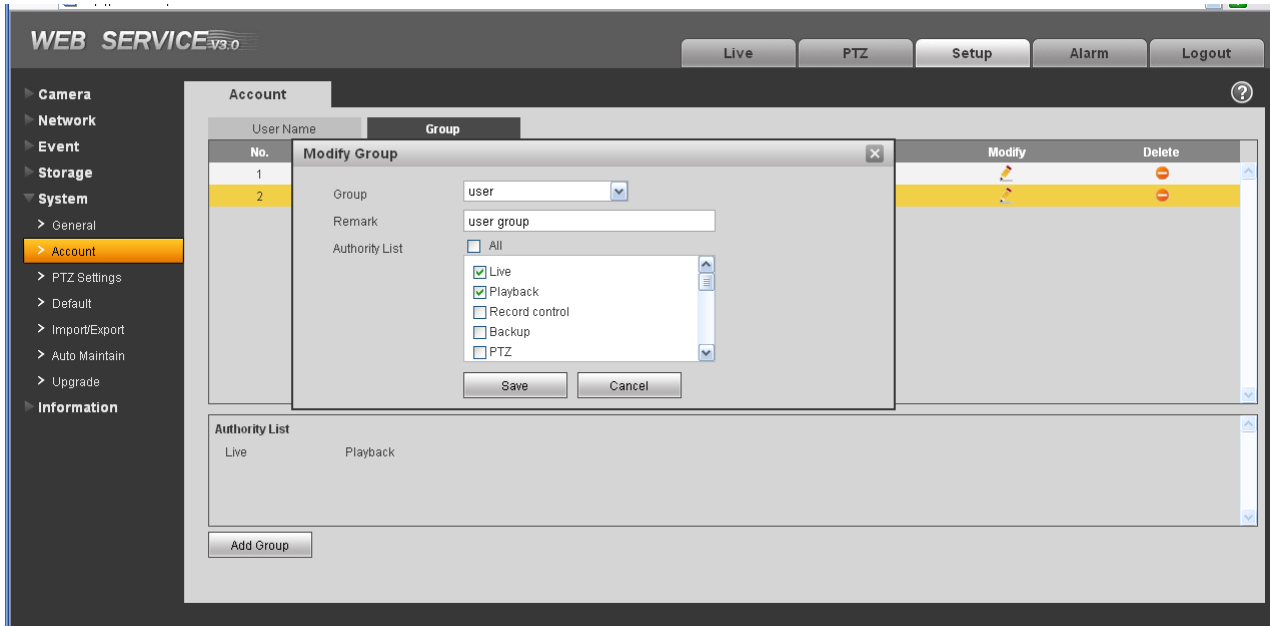 WEB SERVICE V3.0
Live PTZ Setup Alarm Logout
Camera
Network
Event
Storage
System
General
Account
PTZ Settings
Default
Import/Export
Auto Maintain
Upgrade
Information
Account
User Name Group
No. Modify Delete
1
2
Modify Group
Group user
Remark user group
Authority List All
Live
Playback
Record control
Backup
PTZ
Save Cancel
Authority List
Live Playback
Add Group